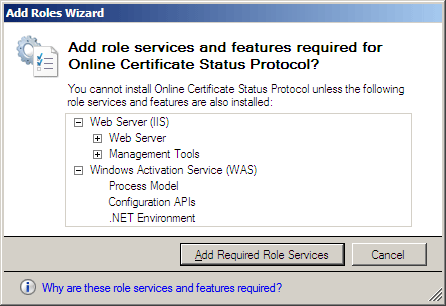 Add Roles Wizard
Add role services and features required for
Online Certificate Status Protocol?
You cannot install Online Certificate Status Protocol unless the following
role services and features are also installed:
Web Server (IIS)
Web Server
Management Tools
Windows Activation Service (WAS)
Process Model
Configuration APIs
.NET Environment
Add Required Role Services
Cancel
Why are these role services and features required?